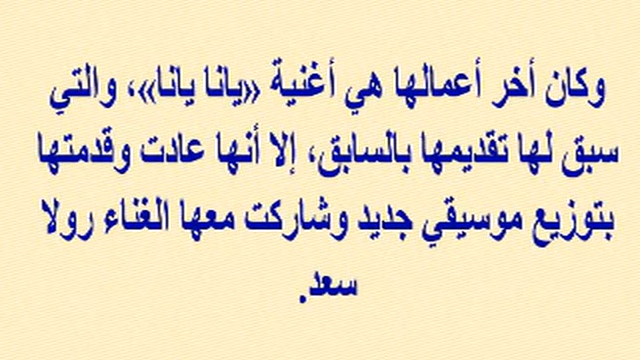 وكان أخر أعمالها هي أغنية «يانا يانا»، والتي
سبق لها تقديمها بالسابق، إلا أنها عادت وقدمتها
بتوزيع موسيقي جديد وشاركت معها الغناء رولا
سعد.